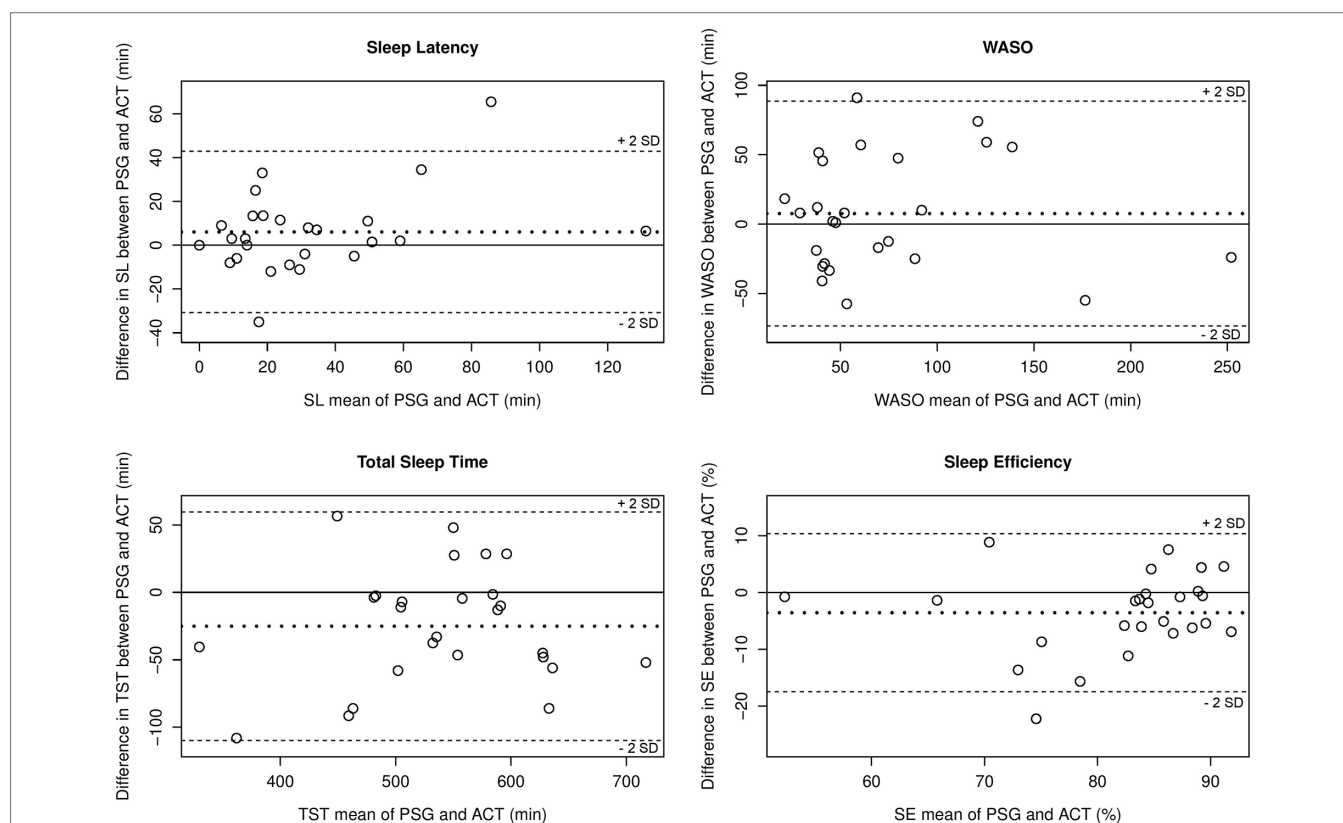 Sleep Latency
Difference in SL between PSG and ACT (min)
60
40
20
0
−20
−40
+ 2 SD
- 2 SD
0 20 40 60 80 100 120
SL mean of PSG and ACT (min)
WASO
Difference in WASO between PSG and ACT (min)
100
50
0
−50
+ 2 SD
- 2 SD
50 100 150 200 250
WASO mean of PSG and ACT (min)
Total Sleep Time
Difference in TST between PSG and ACT (min)
50
0
−50
−100
+ 2 SD
- 2 SD
400 500 600 700
TST mean of PSG and ACT (min)
Sleep Efficiency
Difference in SE between PSG and ACT (%)
10
0
−10
−20
+ 2 SD
- 2 SD
60 70 80 90
SE mean of PSG and ACT (%)